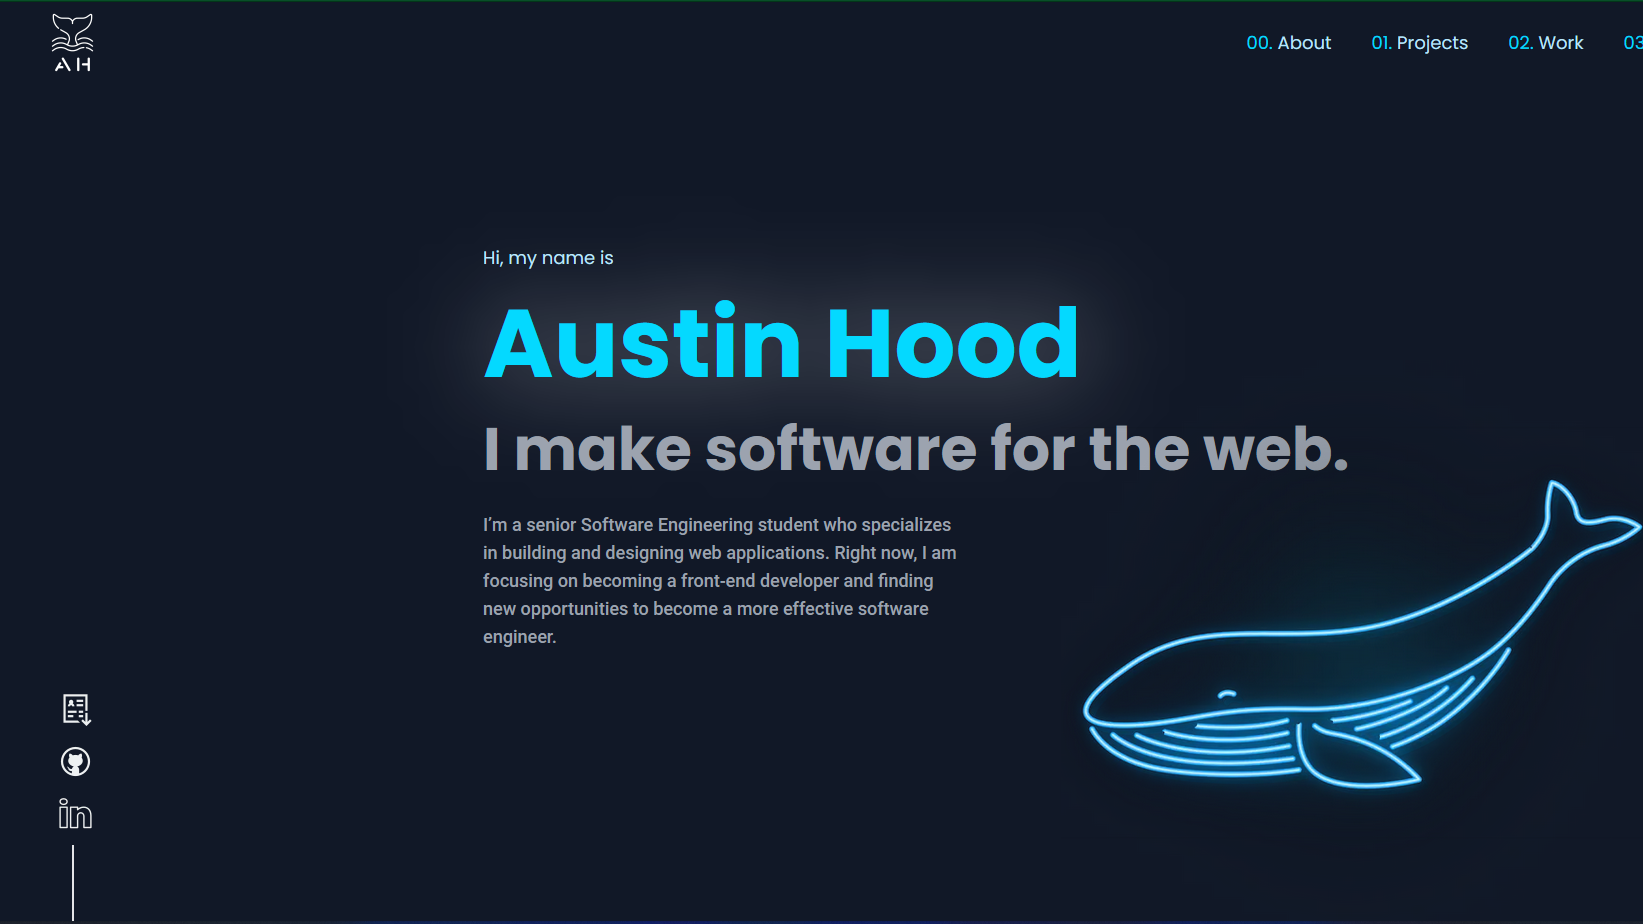 AH
00. About
01. Projects
02. Work
03
Hi, my name is
Austin Hood
I make software for the web.
I’m a senior Software Engineering student who specializes
in building and designing web applications. Right now, I am
focusing on becoming a front-end developer and finding
new opportunities to become a more effective software
engineer.
in